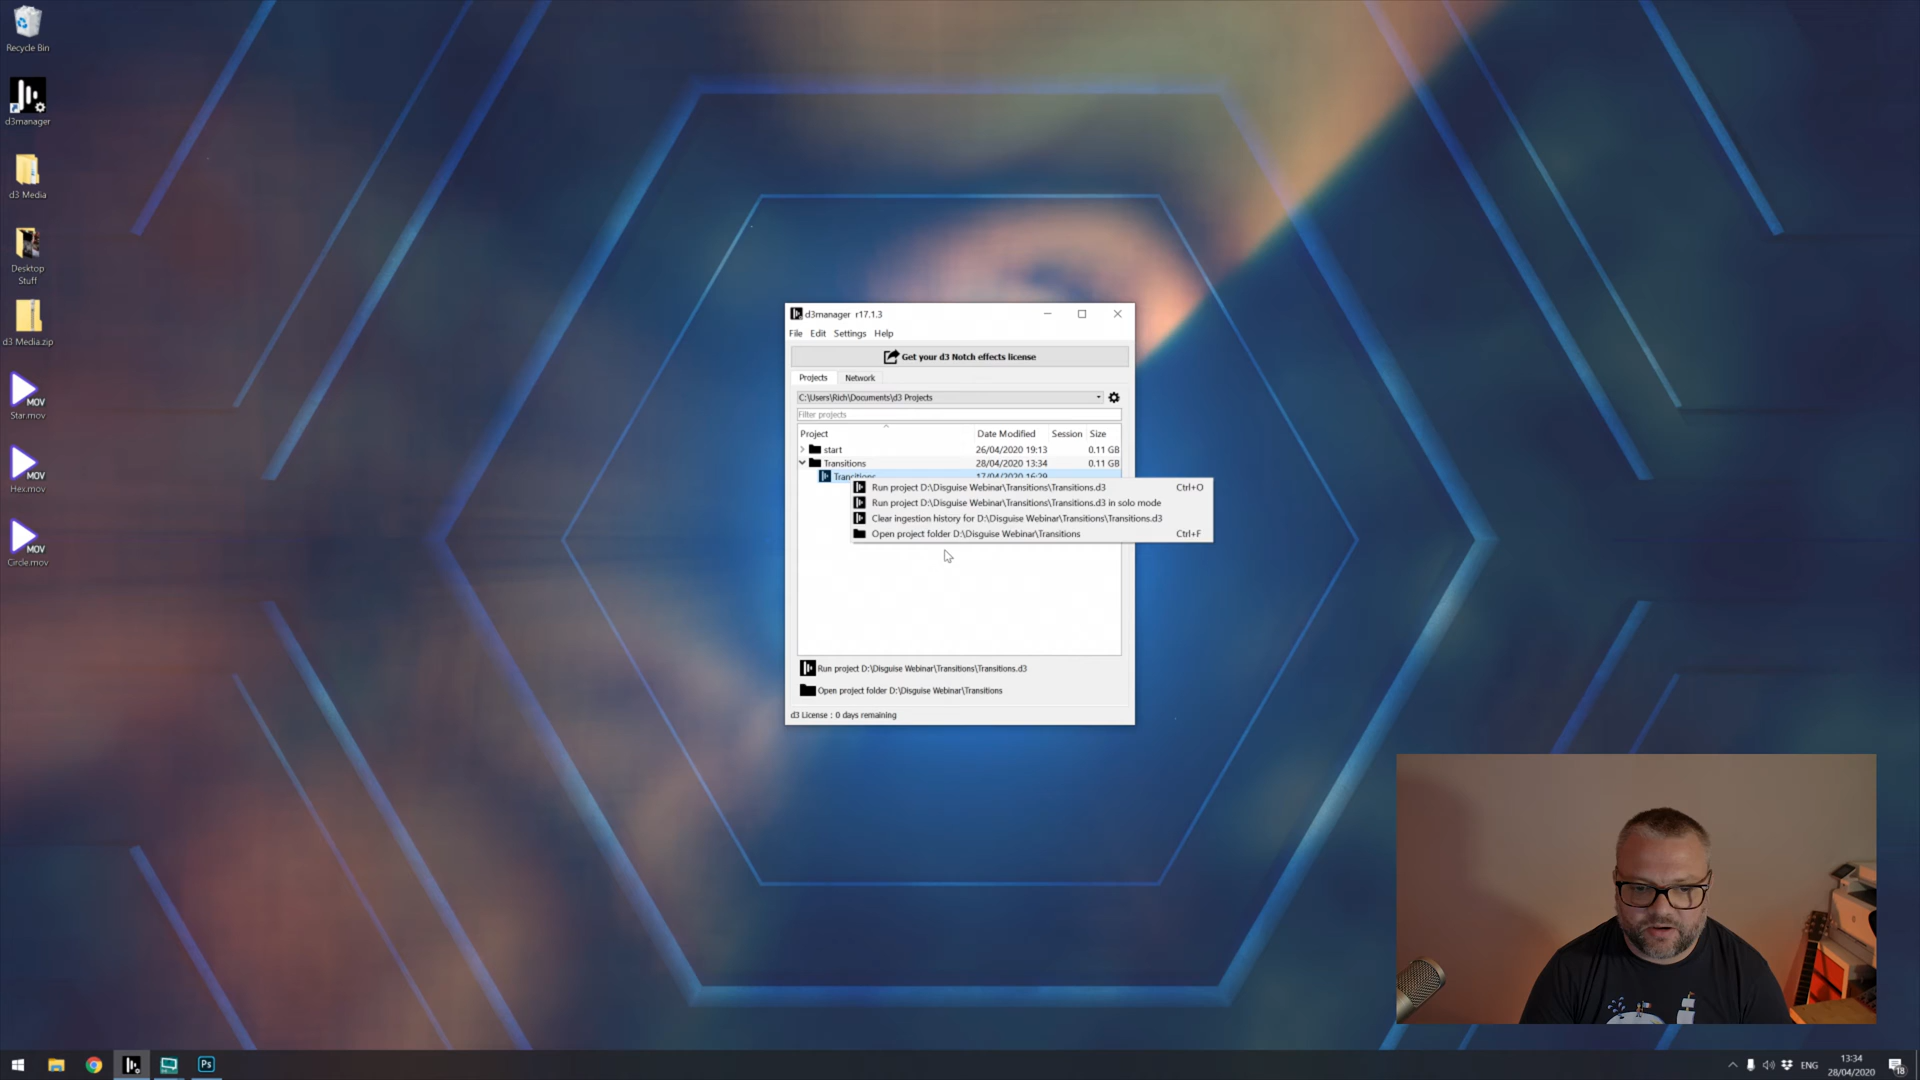 Recycle Bin
d3manager
d3 Media
Desktop
Stuff
d3 Media.zip
MOV
Star.mov
MOV
Hex.mov
MOV
Circle.mov
d3manager r17.1.3
File Edit Settings Help
Get your d3 Notch effects license
Projects Network
C:\Users\Rich\Documents\d3 Projects
Filter projects
Project Date Modified Session Size
start 26/04/2020 19:13 0.11 GB
Transitions 28/04/2020 13:34 0.11 GB
Transitions 17/04/2020 16:29
Run project D:\Disguise Webinar\Transitions\Transitions.d3 Ctrl+O
Run project D:\Disguise Webinar\Transitions\Transitions.d3 in solo mode
Clear ingestion history for D:\Disguise Webinar\Transitions\Transitions.d3
Open project folder D:\Disguise Webinar\Transitions Ctrl+F
Run project D:\Disguise Webinar\Transitions\Transitions.d3
Open project folder D:\Disguise Webinar\Transitions
d3 License : 0 days remaining
Ps
ENG
13:34
28/04/2020
18